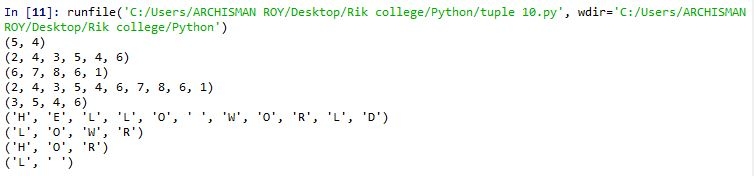 In [11]: runfile('C:/Users/ARCHISMAN ROY/Desktop/Rik college/Python/tuple 10.py', wdir='C:/Users/ARCHISMAN
ROY/Desktop/Rik college/Python')
(5, 4)
(2, 4, 3, 5, 4, 6)
(6, 7, 8, 6, 1)
(2, 4, 3, 5, 4, 6, 7, 8, 6, 1)
(3, 5, 4, 6)
('H', 'E', 'L', 'L', 'O', ' ', 'W', 'O', 'R', 'L', 'D')
('L', 'O', 'W', 'R')
('H', 'O', 'R')
('L', ' ')